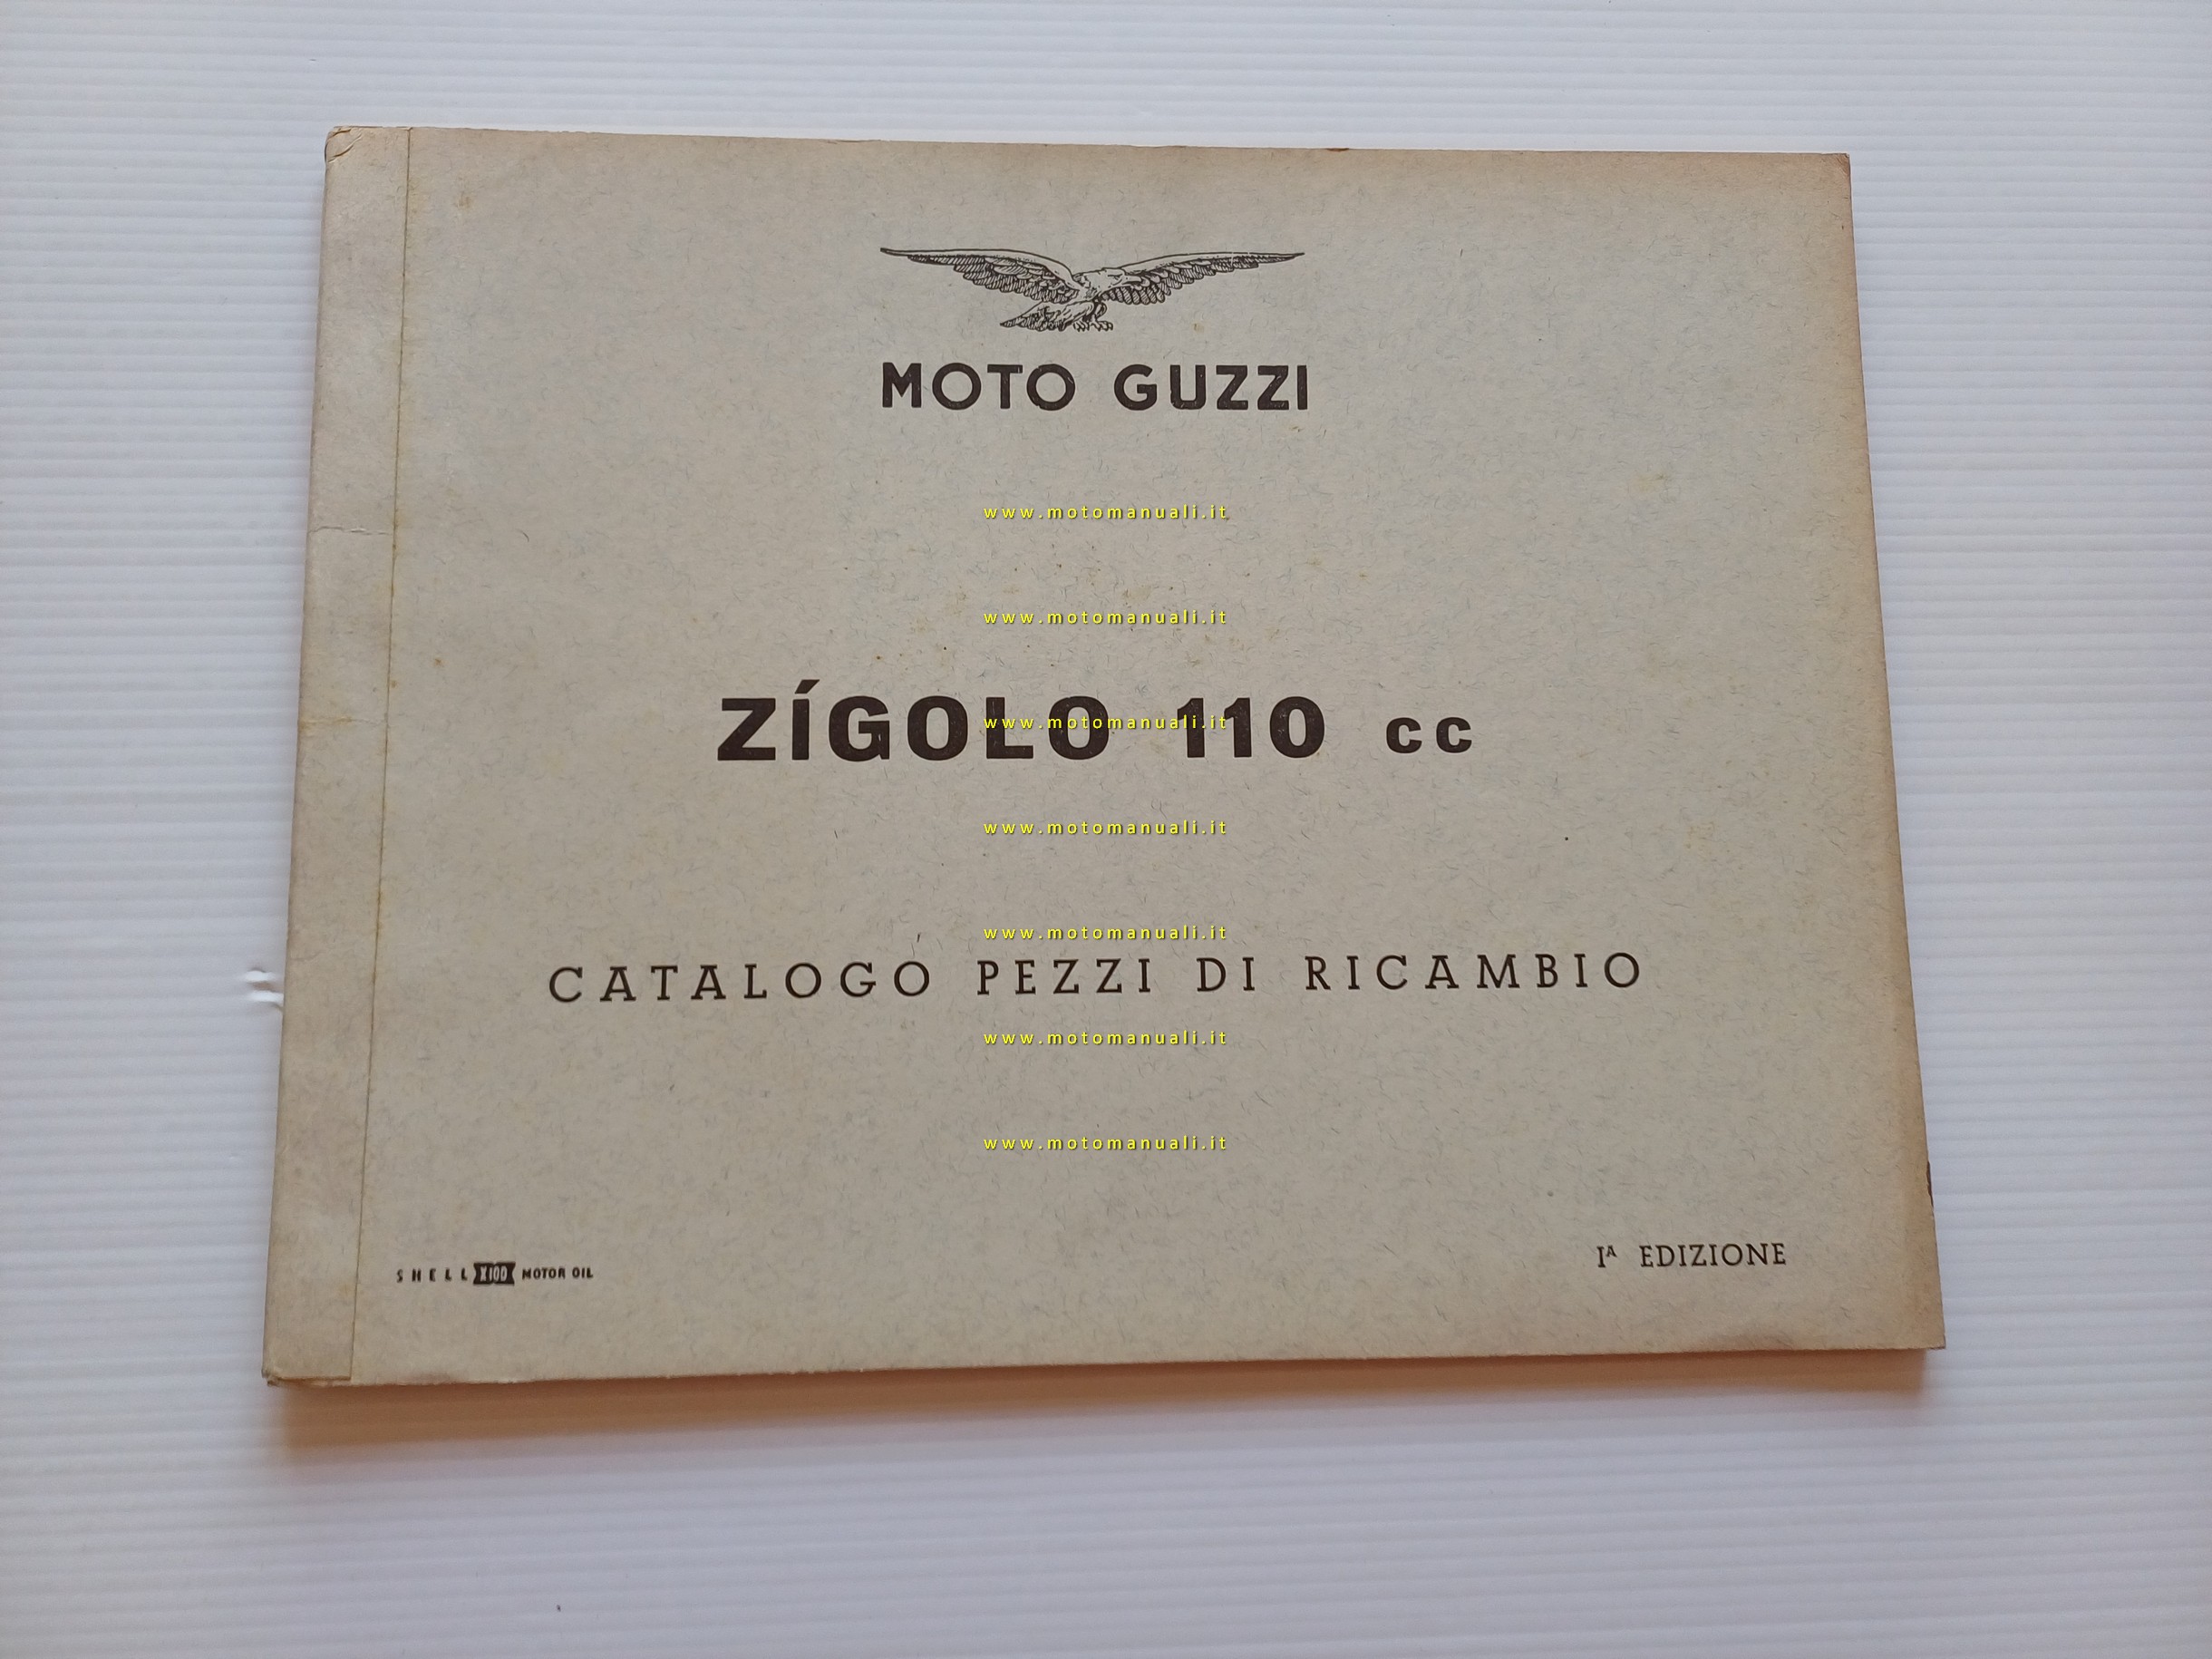 MOTO GUZZI
www.motomanuali.it
www.motomanuali.it
ZÍGOLO 110 cc
www.motomanuali.it
www.motomanuali.it
www.motomanuali.it
CATALOGO PEZZI DI RICAMBIO
www.motomanuali.it
www.motomanuali.it
SHELL X100 MOTOR OIL
Iᴬ EDIZIONE